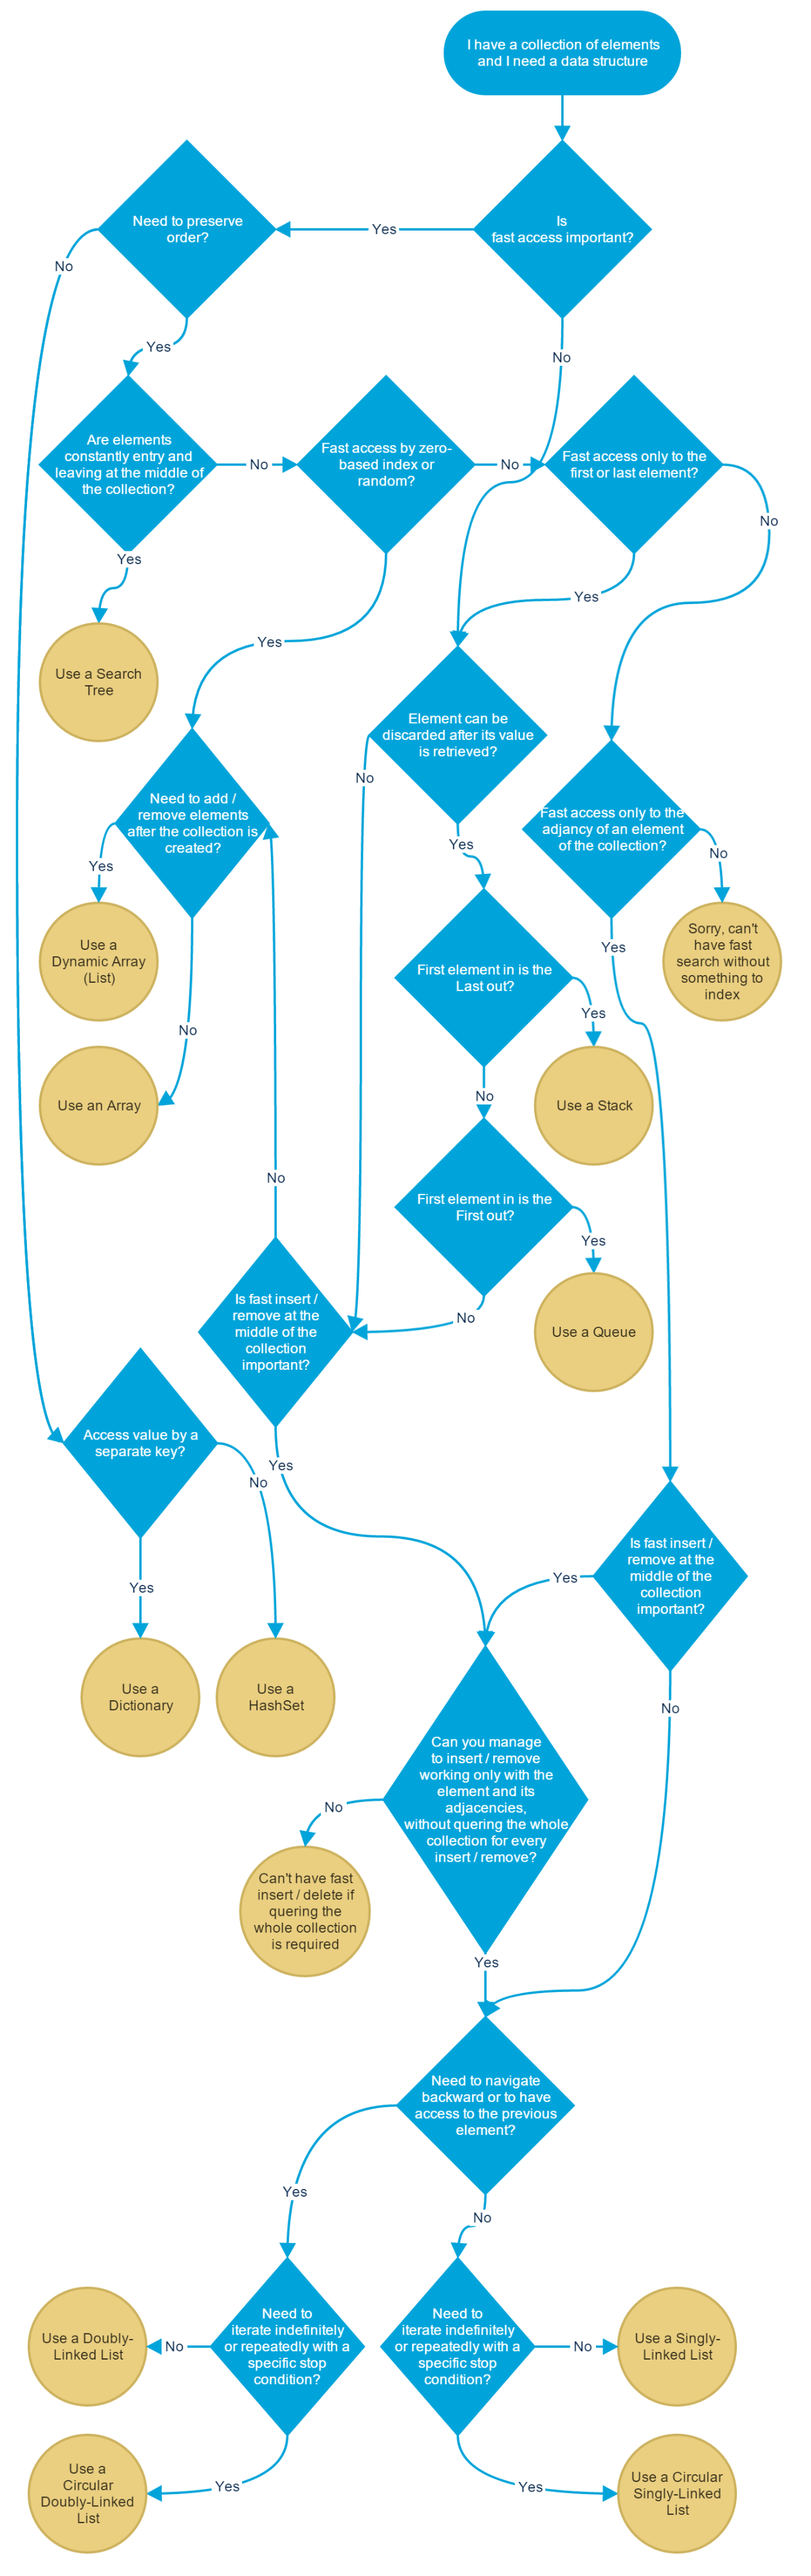 I have a collection of elements
and I need a data structure
Is
fast access important?
Yes
Need to preserve
order?
No
Yes
No
Are elements
constantly entry and
leaving at the middle of
the collection?
No
Fast access by zero-
based index or
random?
No
Fast access only to the
first or last element?
No
Yes
Yes
Yes
Use a Search
Tree
Element can be
discarded after its value
is retrieved?
No
Yes
Need to add /
remove elements
after the collection is
created?
Yes
Fast access only to the
adjancy of an element
of the collection?
No
Yes
Use a
Dynamic Array
(List)
No
Use an Array
First element in is the
Last out?
Yes
No
Sorry, can't
have fast
search without
something to
index
Use a Stack
First element in is the
First out?
Yes
No
Use a Queue
No
Is fast insert /
remove at the
middle of the
collection
important?
Yes
Access value by a
separate key?
No
Yes
Use a
Dictionary
Use a
HashSet
Is fast insert /
remove at the
middle of the
collection
important?
Yes
No
Can you manage
to insert / remove
working only with the
element and its
adjacencies,
without quering the whole
collection for every
insert / remove?
No
Can't have fast
insert / delete if
quering the
whole collection
is required
Yes
Need to navigate
backward or to have
access to the previous
element?
Yes
No
Use a Doubly-
Linked List
No
Need to
iterate indefinitely
or repeatedly with a
specific stop
condition?
Need to
iterate indefinitely
or repeatedly with a
specific stop
condition?
No
Use a Singly-
Linked List
Use a
Circular
Doubly-Linked
List
Yes
Yes
Use a Circular
Singly-Linked
List